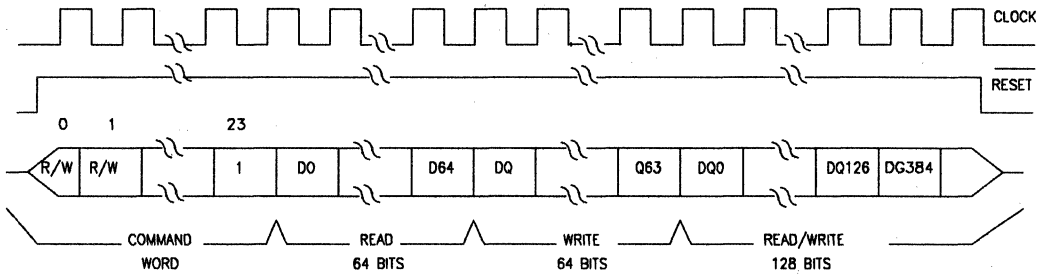 CLOCK
RESET
0 1 23
R/W R/W 1 D0 D64 DQ Q63 DQ0 DQ126 DG384
COMMAND READ WRITE READ/WRITE
WORD 64 BITS 64 BITS 128 BITS